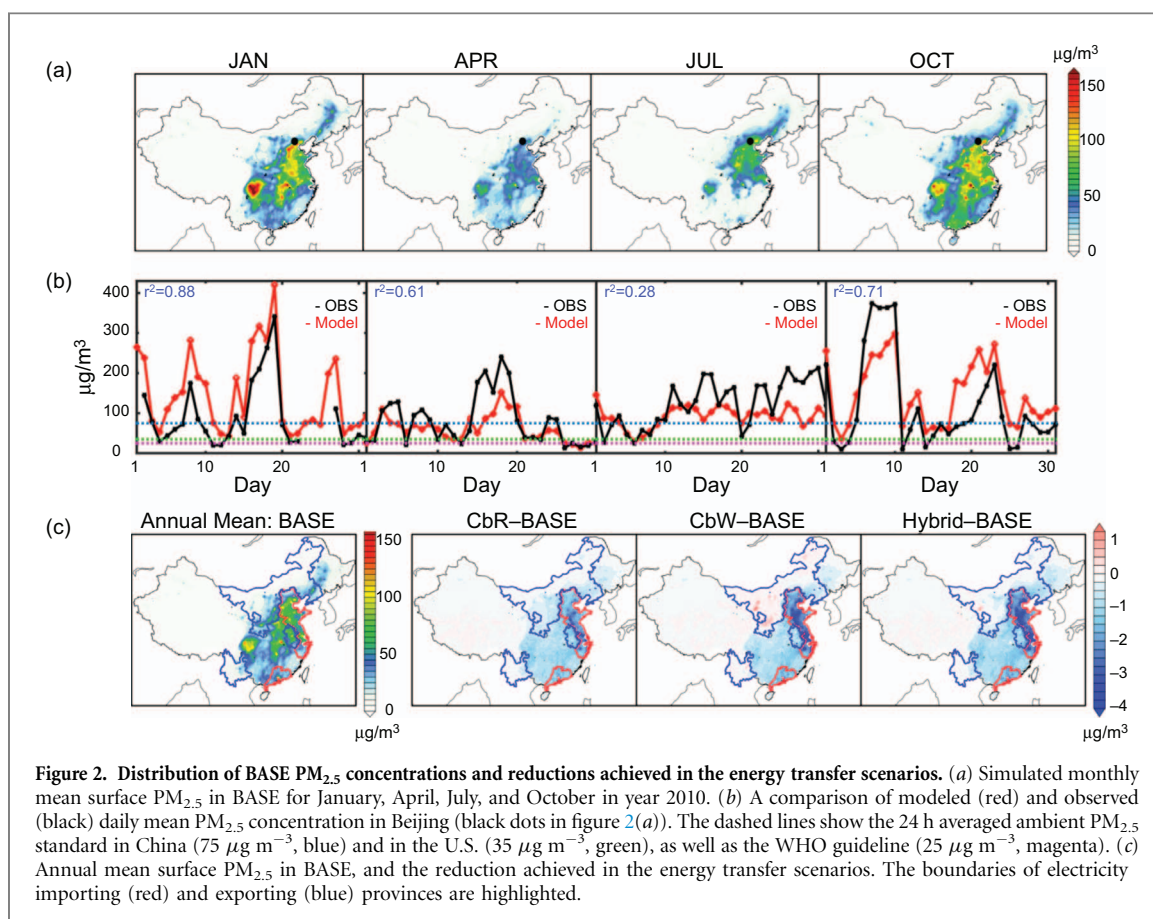 (a)
JAN APR JUL OCT
μg/m³
150
100
50
0
(b)
μg/m³
400
300
200
100
0
r²=0.88 r²=0.61 r²=0.28 r²=0.71
- OBS - OBS - OBS - OBS
- Model - Model - Model - Model
1 10 20 1 10 20 1 10 20 1 10 20 30
Day Day Day Day
(c)
Annual Mean: BASE CbR–BASE CbW–BASE Hybrid–BASE
150
100
50
0
μg/m³
1
0
–1
–2
–3
–4
μg/m³
Figure 2. Distribution of BASE PM₂.₅ concentrations and reductions achieved in the energy transfer scenarios. (a) Simulated monthly
mean surface PM₂.₅ in BASE for January, April, July, and October in year 2010. (b) A comparison of modeled (red) and observed
(black) daily mean PM₂.₅ concentration in Beijing (black dots in figure 2(a)). The dashed lines show the 24 h averaged ambient PM₂.₅
standard in China (75 μg m⁻³, blue) and in the U.S. (35 μg m⁻³, green), as well as the WHO guideline (25 μg m⁻³, magenta). (c)
Annual mean surface PM₂.₅ in BASE, and the reduction achieved in the energy transfer scenarios. The boundaries of electricity
importing (red) and exporting (blue) provinces are highlighted.